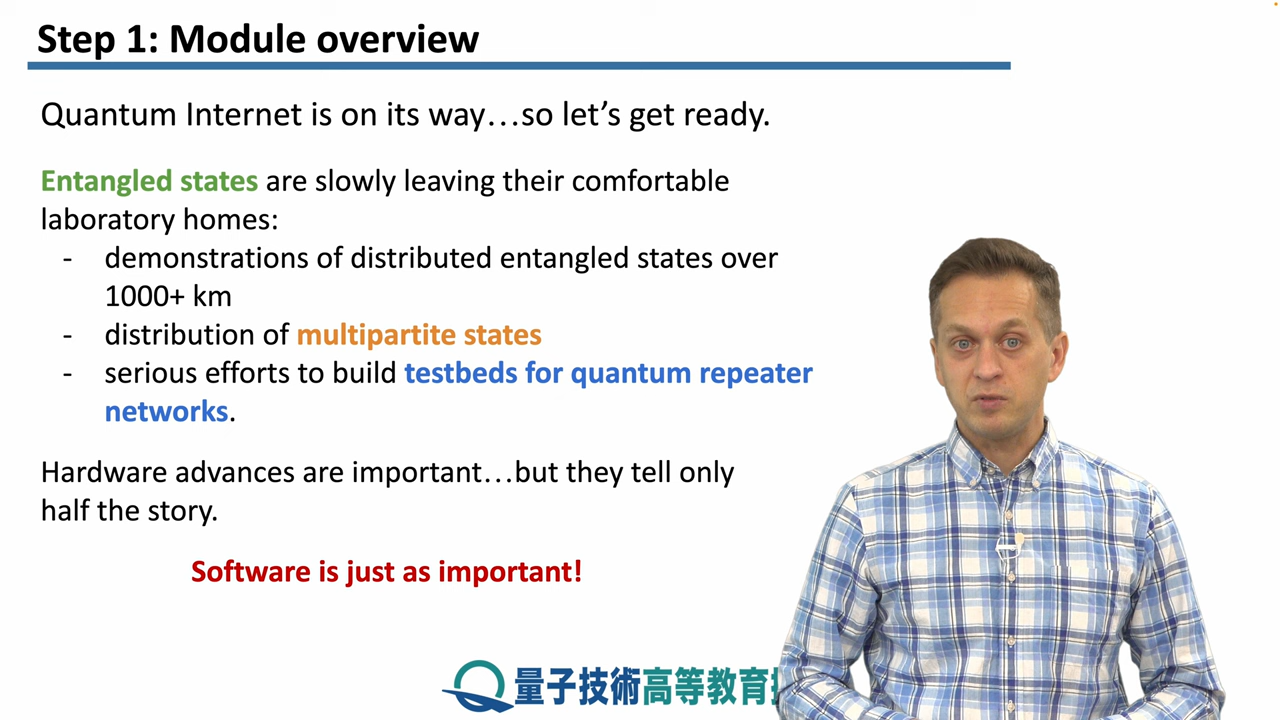 Step 1: Module overview
Quantum Internet is on its way…so let’s get ready.
Entangled states are slowly leaving their comfortable
laboratory homes:
- demonstrations of distributed entangled states over
1000+ km
- distribution of multipartite states
- serious efforts to build testbeds for quantum repeater
networks.
Hardware advances are important…but they tell only
half the story.
Software is just as important!
量子技術高等教育